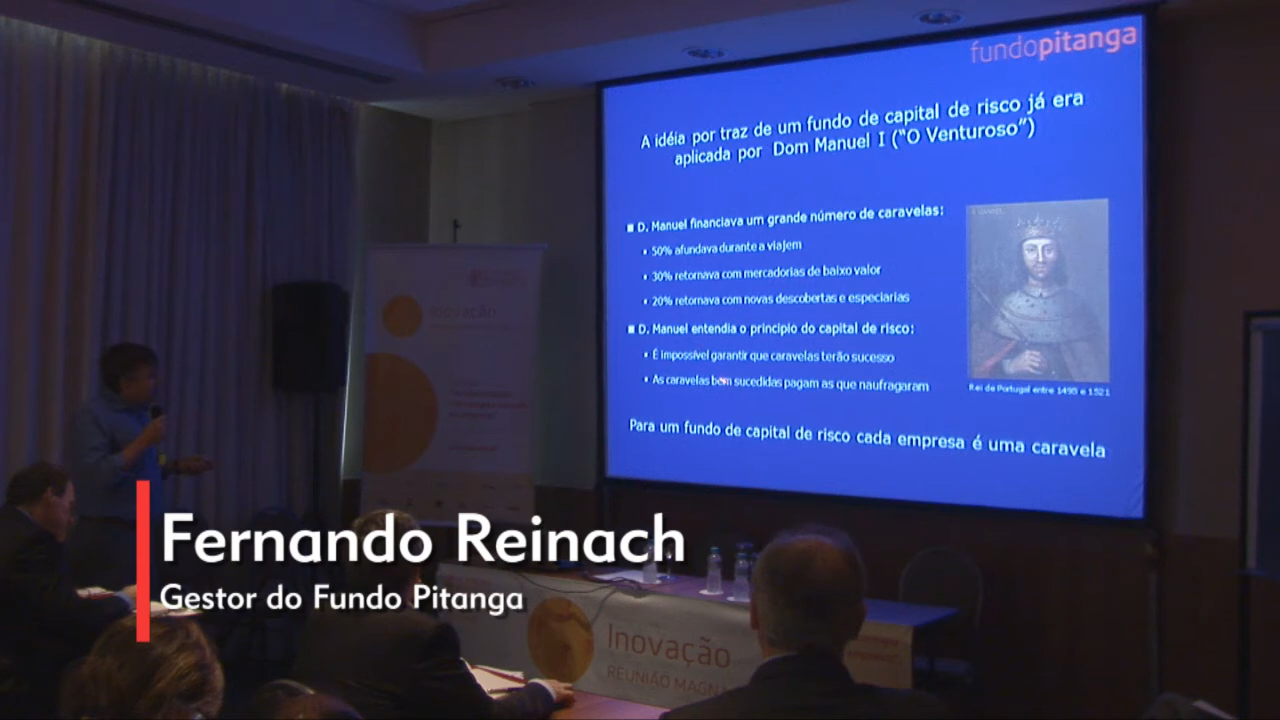 fundopitanga
A idéia por traz de um fundo de capital de risco já era
aplicada por Dom Manuel I ("O Venturoso")
D. Manuel financiava um grande número de caravelas:
50% afundava durante a viajem
30% retornava com mercadorias de baixo valor
20% retornava com novas descobertas e especiarias
D. Manuel entendia o principio do capital de risco:
É impossível garantir que caravelas terão sucesso
As caravelas bem sucedidas pagam as que naufragaram
Rei de Portugal entre 1495 e 1521
Para um fundo de capital de risco cada empresa é uma caravela
Inovação
Fernando Reinach
Gestor do Fundo Pitanga
Inovação
REUNIÃO MAGNA